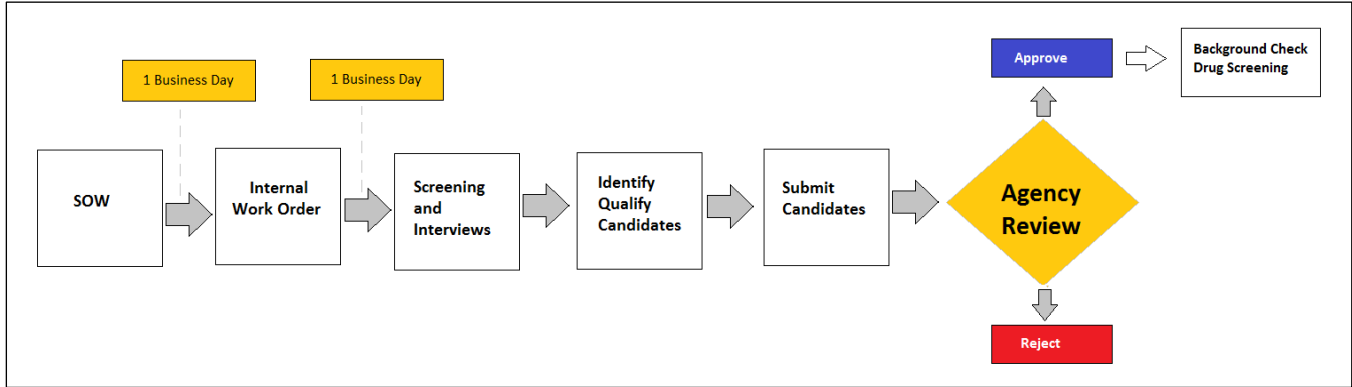 1 Business Day
1 Business Day
SOW
Internal
Work Order
Screening
and
Interviews
Identify
Qualify
Candidates
Submit
Candidates
Agency
Review
Approve
Background Check
Drug Screening
Reject